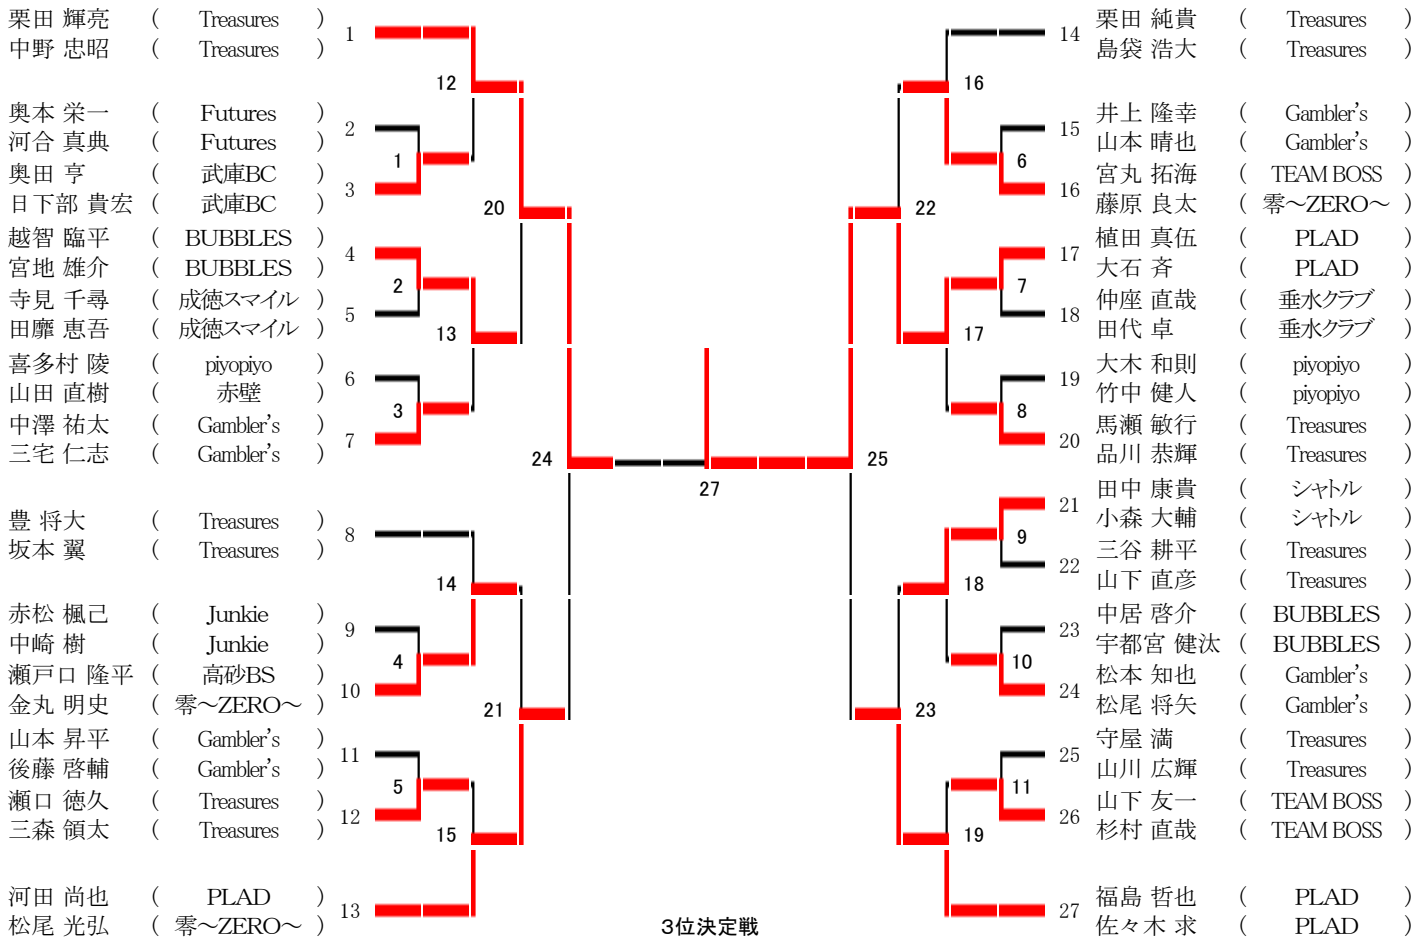 栗田 輝亮 ( Treasures )
中野 忠昭 ( Treasures )
1
奥本 栄一 ( Futures )
河合 真典 ( Futures )
2
奥田 亨 ( 武庫BC )
日下部 貴宏 ( 武庫BC )
3
越智 臨平 ( BUBBLES )
宮地 雄介 ( BUBBLES )
4
寺見 千尋 ( 成徳スマイル )
田靡 恵吾 ( 成徳スマイル )
5
喜多村 陵 ( piyopiyo )
山田 直樹 ( 赤壁 )
6
中澤 祐太 ( Gambler's )
三宅 仁志 ( Gambler's )
7
豊 将大 ( Treasures )
坂本 翼 ( Treasures )
8
赤松 楓己 ( Junkie )
中崎 樹 ( Junkie )
9
瀬戸口 隆平 ( 高砂BS )
金丸 明史 ( 零～ZERO～ )
10
山本 昇平 ( Gambler's )
後藤 啓輔 ( Gambler's )
11
瀬口 徳久 ( Treasures )
三森 領太 ( Treasures )
12
河田 尚也 ( PLAD )
松尾 光弘 ( 零～ZERO～ )
13
1
2
3
4
5
12
13
14
15
20
21
24
27
3位決定戦
25
22
23
16
17
18
19
6
7
8
9
10
11
14
栗田 純貴 ( Treasures )
島袋 浩大 ( Treasures )
15
井上 隆幸 ( Gambler's )
山本 晴也 ( Gambler's )
16
宮丸 拓海 ( TEAM BOSS )
藤原 良太 ( 零～ZERO～ )
17
植田 真伍 ( PLAD )
大石 斉 ( PLAD )
18
仲座 直哉 ( 垂水クラブ )
田代 卓 ( 垂水クラブ )
19
大木 和則 ( piyopiyo )
竹中 健人 ( piyopiyo )
20
馬瀬 敏行 ( Treasures )
品川 恭輝 ( Treasures )
21
田中 康貴 ( シャトル )
小森 大輔 ( シャトル )
22
三谷 耕平 ( Treasures )
山下 直彦 ( Treasures )
23
中居 啓介 ( BUBBLES )
宇都宮 健汰 ( BUBBLES )
24
松本 知也 ( Gambler's )
松尾 将矢 ( Gambler's )
25
守屋 満 ( Treasures )
山川 広輝 ( Treasures )
26
山下 友一 ( TEAM BOSS )
杉村 直哉 ( TEAM BOSS )
27
福島 哲也 ( PLAD )
佐々木 求 ( PLAD )